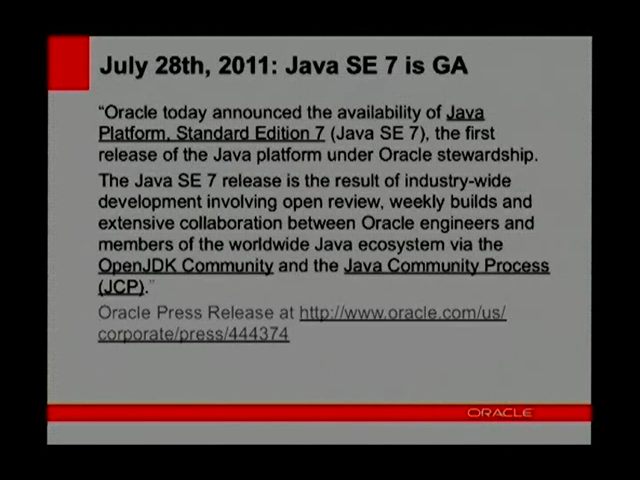 July 28th, 2011: Java SE 7 is GA
“Oracle today announced the availability of Java
Platform, Standard Edition 7 (Java SE 7), the first
release of the Java platform under Oracle stewardship.
The Java SE 7 release is the result of industry-wide
development involving open review, weekly builds and
extensive collaboration between Oracle engineers and
members of the worldwide Java ecosystem via the
OpenJDK Community and the Java Community Process
(JCP).”
Oracle Press Release at http://www.oracle.com/us/
corporate/press/444374
ORACLE